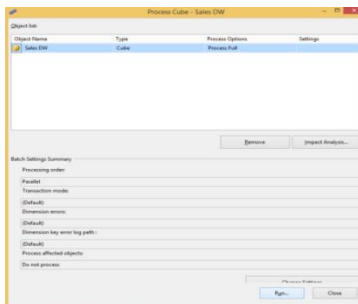 Process Cube - Sales DW
Object list:
Object Name Type Process Options Settings
Sales DW Cube Process Full
Remove Impact Analysis...
Batch Settings Summary
Processing order:
Parallel
Transaction mode:
(Default)
Dimension errors:
(Default)
Dimension key error log path :
(Default)
Process affected objects:
Do not process
Change Settings
Run... Close